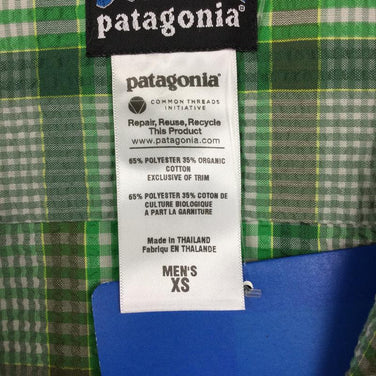 patagonia
patagonia®
COMMON THREADS
INITIATIVE
Repair, Reuse, Recycle
This Product
www.patagonia.com
65% POLYESTER 35% ORGANIC
COTTON
EXCLUSIVE OF TRIM
65% POLYESTER 35% COTON DE
CULTURE BIOLOGIQUE
A PART LA GARNITURE
Made in THAILAND
Fabriqu EN THAILANDE
MEN'S
XS